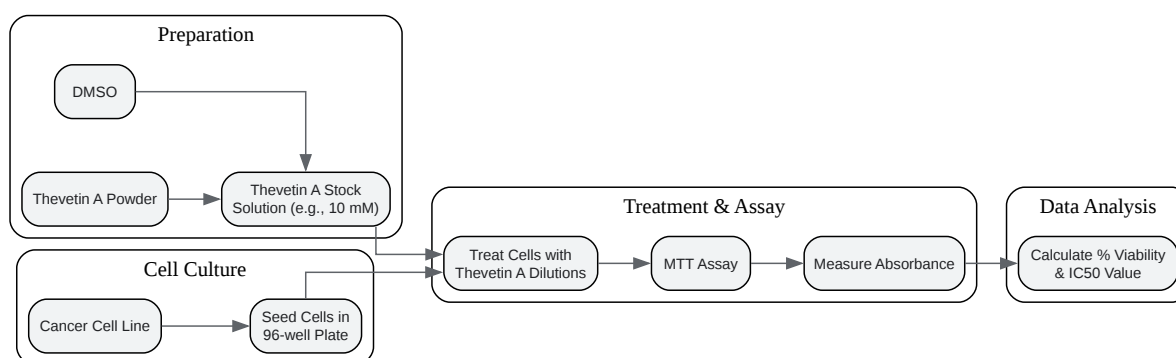 Preparation
DMSO
Thevetin A Powder
Thevetin A Stock
Solution (e.g., 10 mM)
Cell Culture
Cancer Cell Line
Seed Cells in
96-well Plate
Treatment & Assay
Treat Cells with
Thevetin A Dilutions
MTT Assay
Measure Absorbance
Data Analysis
Calculate % Viability
& IC50 Value